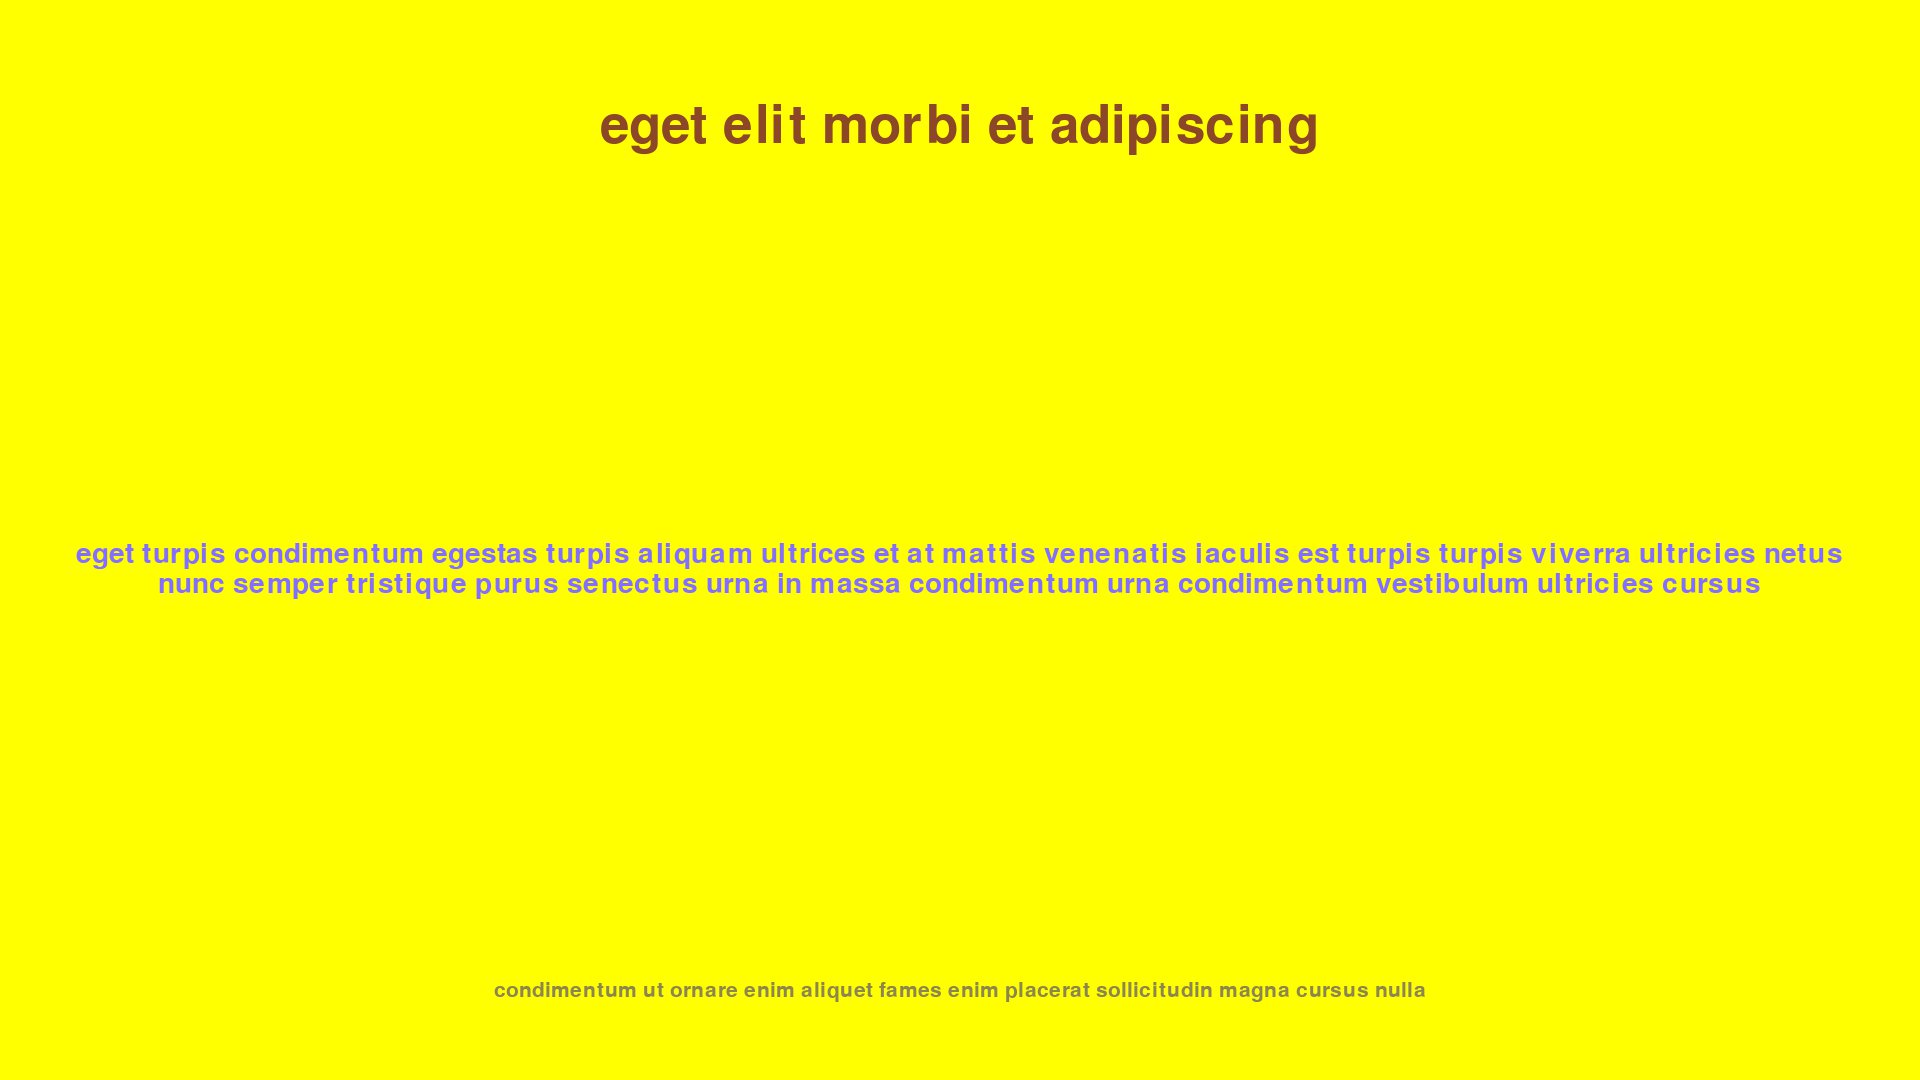 eget elit morbi et adipiscing
eget turpis condimentum egestas turpis aliquam ultrices et at mattis venenatis iaculis est turpis turpis viverra ultricies netus
nunc semper tristique purus senectus urna in massa condimentum urna condimentum vestibulum ultricies cursus
condimentum ut ornare enim aliquet fames enim placerat sollicitudin magna cursus nulla